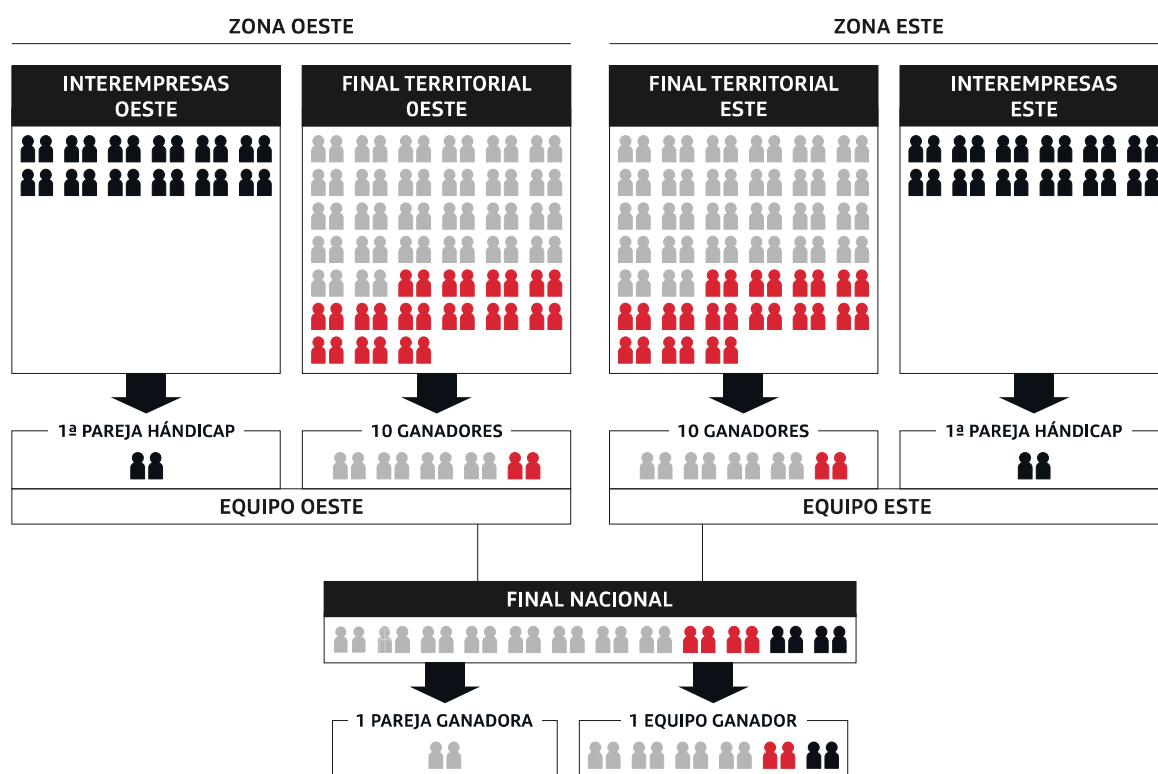 ZONA OESTE
ZONA ESTE
INTEREMPRESAS
OESTE
FINAL TERRITORIAL
0ESTE
FINAL TERRITORIAL
ESTE
INTEREMPRESAS
ESTE
1ª PAREJA HÁNDICAP
10 GANADORES
10 GANADORES
1ª PAREJA HÁNDICAP
EQUIPO OESTE
EQUIPO ESTE
FINAL NACIONAL
1 PAREJA GANADORA
1 EQUIPO GANADOR